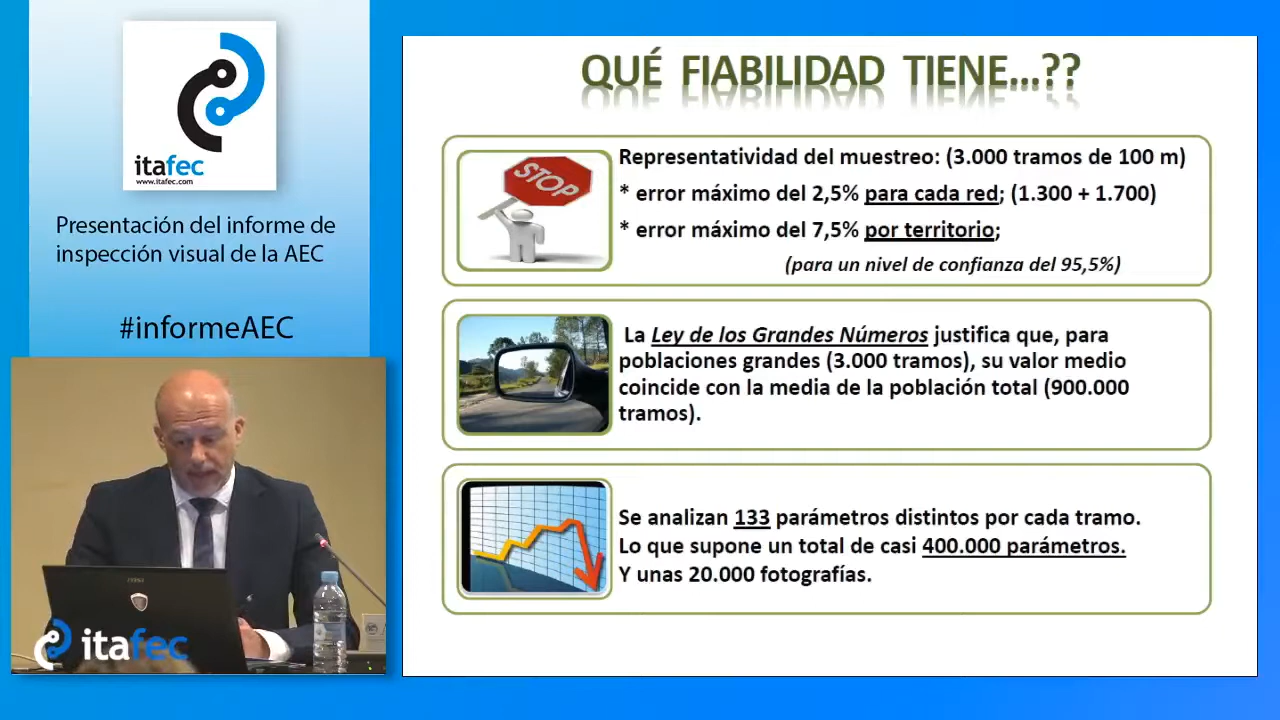 itafec
www.itafec.com
Presentación del informe de
inspección visual de la AEC
#informeAEC
itafec
QUÉ FIABILIDAD TIENE...??
STOP
Representatividad del muestreo: (3.000 tramos de 100 m)
* error máximo del 2,5% para cada red; (1.300 + 1.700)
* error máximo del 7,5% por territorio;
(para un nivel de confianza del 95,5%)
La Ley de los Grandes Números justifica que, para
poblaciones grandes (3.000 tramos), su valor medio
coincide con la media de la población total (900.000
tramos).
Se analizan 133 parámetros distintos por cada tramo.
Lo que supone un total de casi 400.000 parámetros.
Y unas 20.000 fotografías.